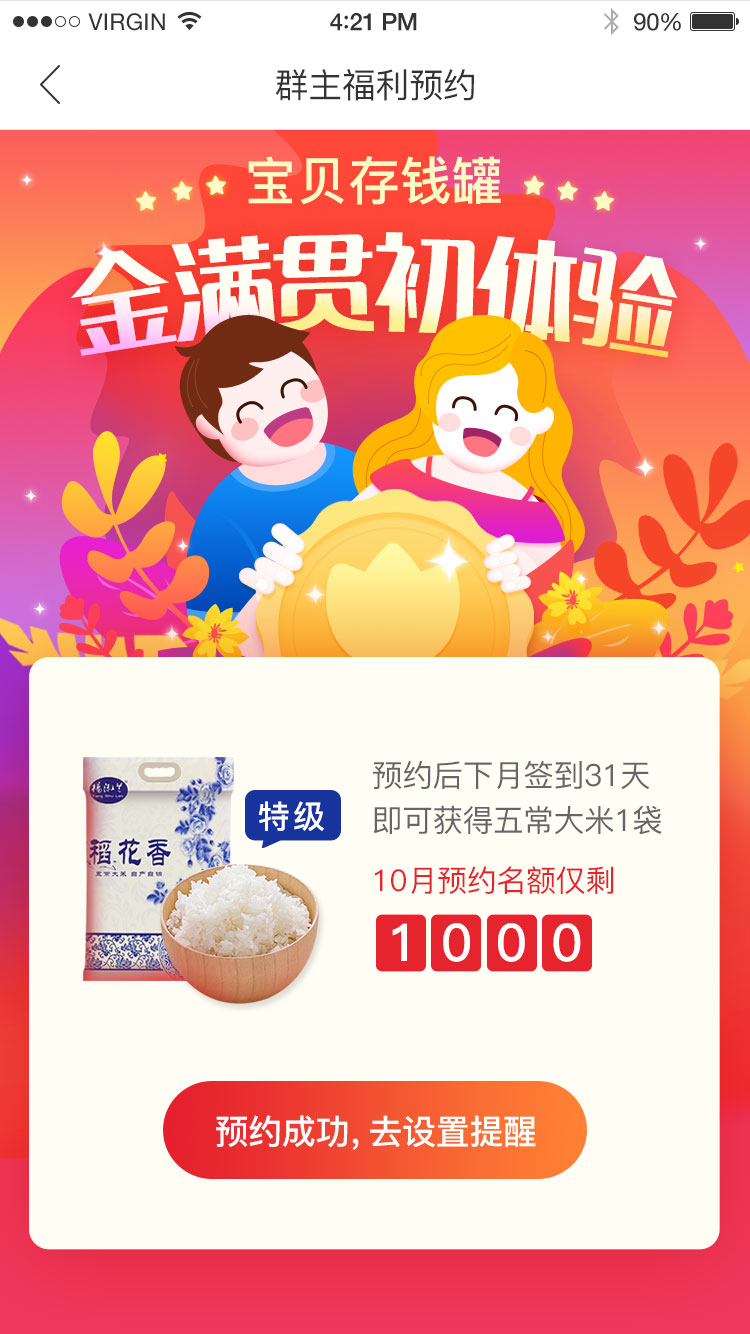 VIRGIN 4:21 PM 90%
群主福利预约
宝贝存钱罐
金满贯初体验
预约后下月签到31天
即可获得五常大米1袋
特级
10月预约名额仅剩
1000
稻花香
预约成功, 去设置提醒